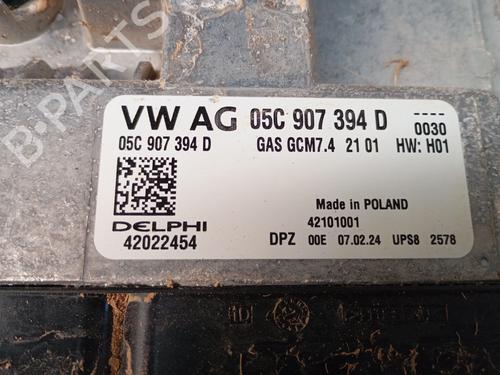 VW AG 05C 907 394 D ----
0030
05C 907 394 D GAS GCM7.4 21 01 HW: H01
Made in POLAND
DELPHI 42101001
42022454 DPZ 00E 07.02.24 UPS8 2578
B-PARTS